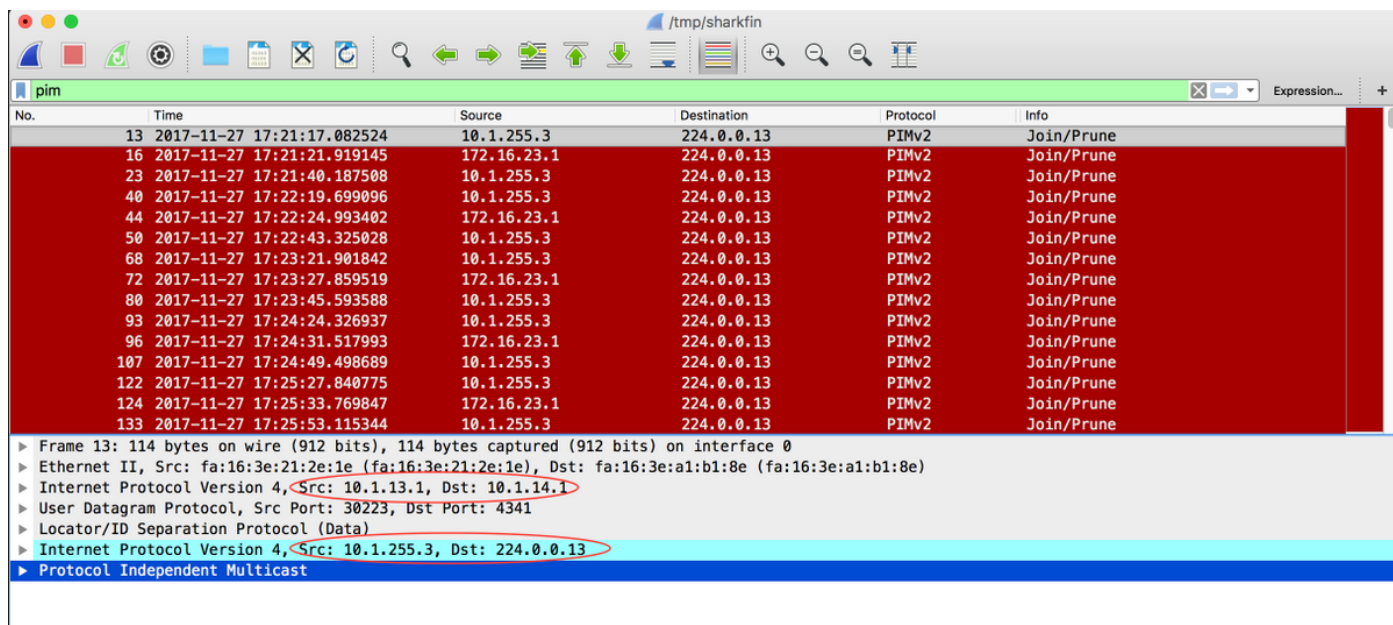 /tmp/sharkfin
pim Expression... +
No. Time Source Destination Protocol Info
13 2017-11-27 17:21:17.082524 10.1.255.3 224.0.0.13 PIMv2 Join/Prune
16 2017-11-27 17:21:21.919145 172.16.23.1 224.0.0.13 PIMv2 Join/Prune
23 2017-11-27 17:21:40.187508 10.1.255.3 224.0.0.13 PIMv2 Join/Prune
40 2017-11-27 17:22:19.699096 10.1.255.3 224.0.0.13 PIMv2 Join/Prune
44 2017-11-27 17:22:24.993402 172.16.23.1 224.0.0.13 PIMv2 Join/Prune
50 2017-11-27 17:22:43.325028 10.1.255.3 224.0.0.13 PIMv2 Join/Prune
68 2017-11-27 17:23:21.901842 10.1.255.3 224.0.0.13 PIMv2 Join/Prune
72 2017-11-27 17:23:27.859519 172.16.23.1 224.0.0.13 PIMv2 Join/Prune
80 2017-11-27 17:23:45.593588 10.1.255.3 224.0.0.13 PIMv2 Join/Prune
93 2017-11-27 17:24:24.326937 10.1.255.3 224.0.0.13 PIMv2 Join/Prune
96 2017-11-27 17:24:31.517993 172.16.23.1 224.0.0.13 PIMv2 Join/Prune
107 2017-11-27 17:24:49.498689 10.1.255.3 224.0.0.13 PIMv2 Join/Prune
122 2017-11-27 17:25:27.840775 10.1.255.3 224.0.0.13 PIMv2 Join/Prune
124 2017-11-27 17:25:33.769847 172.16.23.1 224.0.0.13 PIMv2 Join/Prune
133 2017-11-27 17:25:53.115344 10.1.255.3 224.0.0.13 PIMv2 Join/Prune
Frame 13: 114 bytes on wire (912 bits), 114 bytes captured (912 bits) on interface 0
Ethernet II, Src: fa:16:3e:21:2e:1e (fa:16:3e:21:2e:1e), Dst: fa:16:3e:a1:b1:8e (fa:16:3e:a1:b1:8e)
Internet Protocol Version 4, Src: 10.1.13.1, Dst: 10.1.14.1
User Datagram Protocol, Src Port: 30223, Dst Port: 4341
Locator/ID Separation Protocol (Data)
Internet Protocol Version 4, Src: 10.1.255.3, Dst: 224.0.0.13
Protocol Independent Multicast